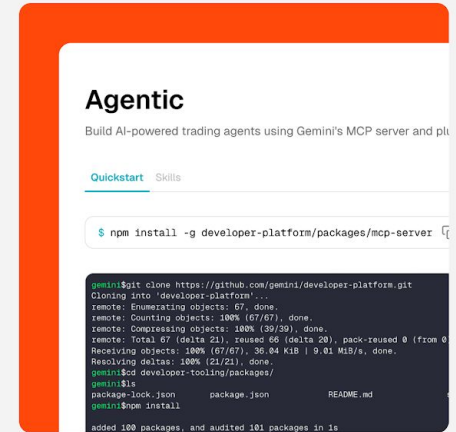 Agentic
Build AI-powered trading agents using Gemini's MCP server and
Quickstart Skills
$ npm install -g developer-platform/packages/mcp-server
gemini$git clone https://github.com/gemini/developer-platform.git
Cloning into 'developer-platform'...
remote: Enumerating objects: 67, done.
remote: Counting objects: 100% (67/67), done.
remote: Compressing objects: 100% (39/39), done.
remote: Total 67 (delta 21), reused 66 (delta 20), pack-reused 0 (from 0
Receiving objects: 100% (67/67), 36.04 KiB | 9.01 MiB/s, done.
Resolving deltas: 100% (21/21), done.
gemini$cd developer-tooling/packages/
gemini$ls
package-lock.json package.json README.md
gemini$npm install
added 100 packages, and audited 101 packages in 1s